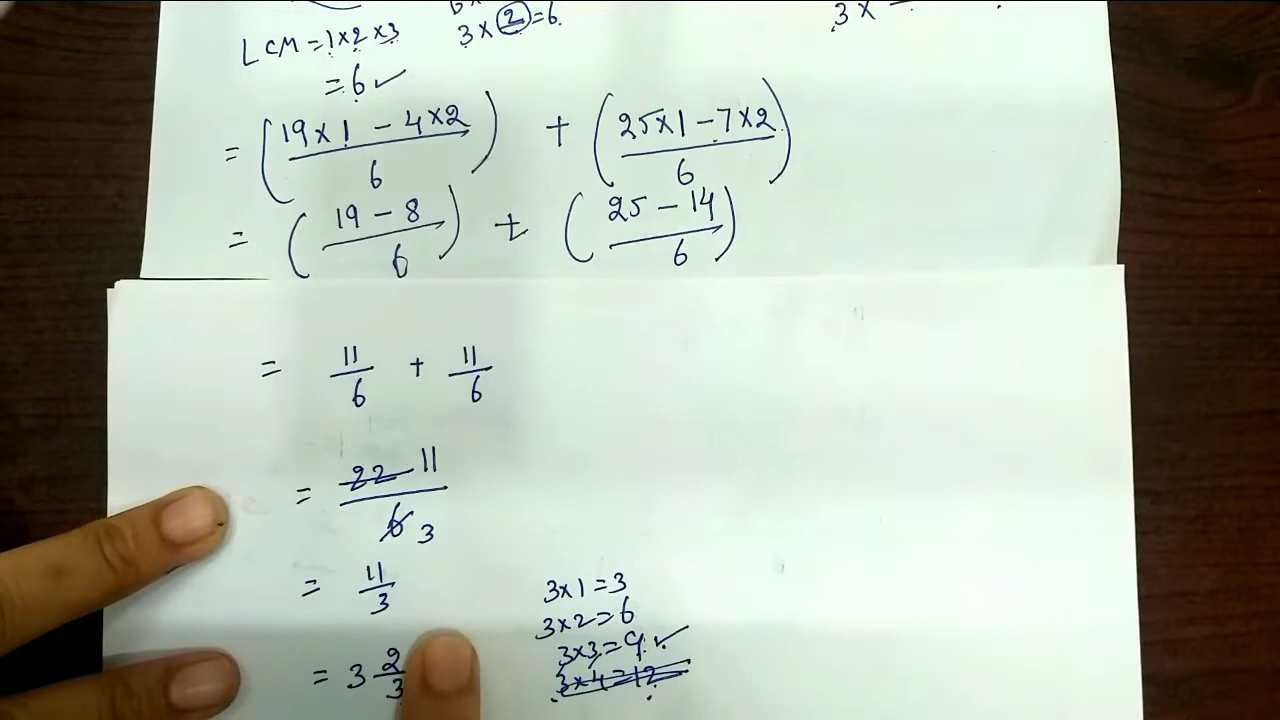 LCM = 1×2×3
3×2=6
3×
= 6 ✓
= (19×1 − 4×2 / 6) + (25×1 − 7×2 / 6)
= (19 − 8 / 6) + (25 − 14 / 6)
= 11/6 + 11/6
= 22 11 / 6 3
= 11/3
= 3 2/3
3×1=3
3×2=6
3×3=9 ✓
3×4=12